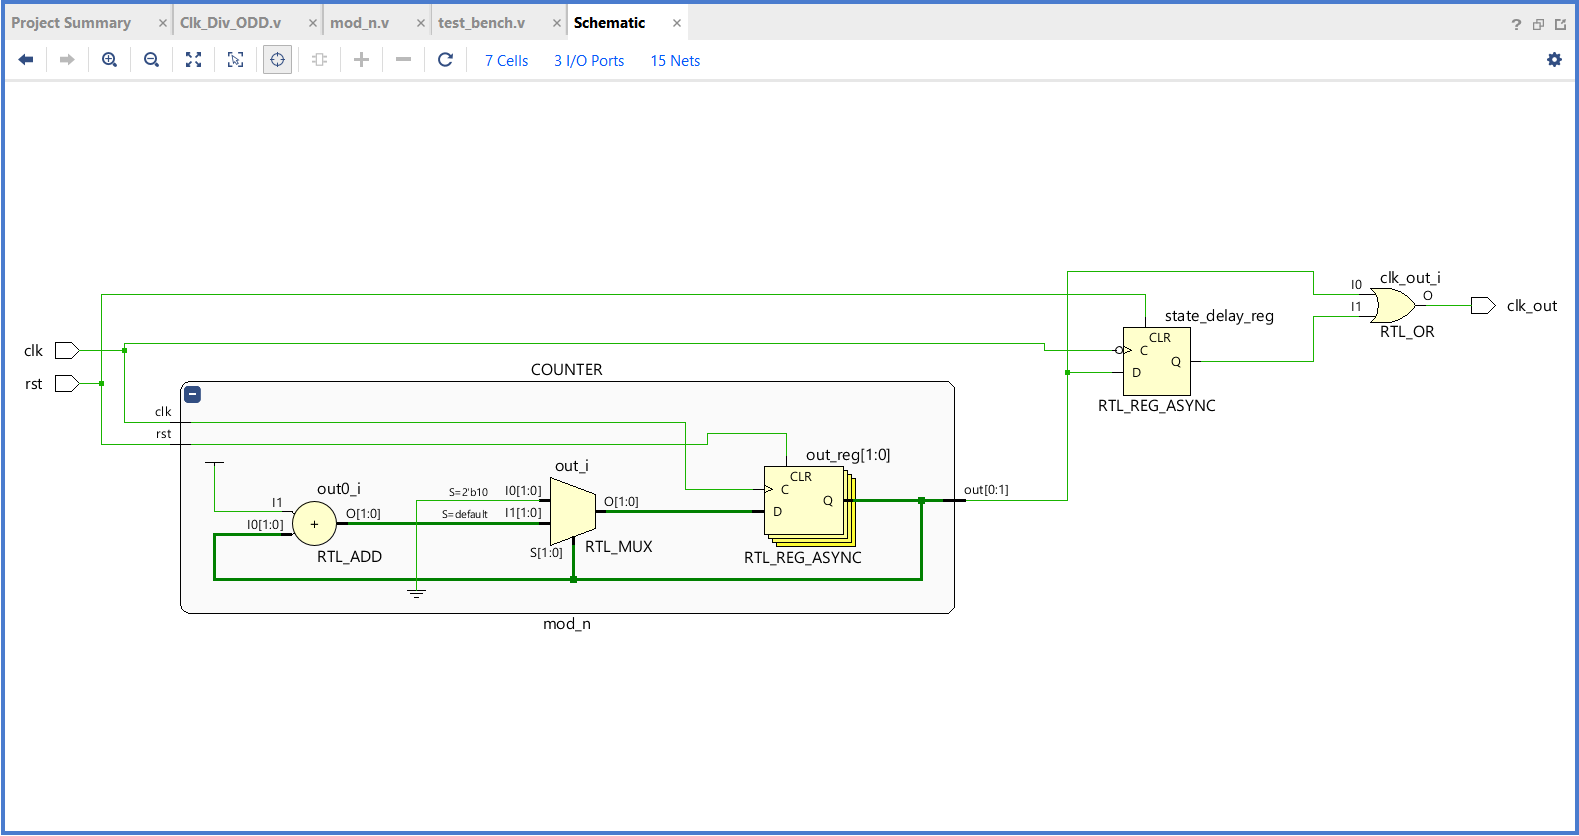 Project Summary × Clk_Div_ODD.v × mod_n.v × test_bench.v × Schematic ×
?
7 Cells 3 I/O Ports 15 Nets
clk_out_i
I0
O
I1
clk_out
RTL_OR
state_delay_reg
CLR
C
Q
D
RTL_REG_ASYNC
clk
rst
COUNTER
clk
rst
out_reg[1:0]
out_i
CLR
S=2'b10 I0[1:0]
C
out[0:1]
out0_i
I1
O[1:0]
Q
O[1:0]
S=default I1[1:0]
D
I0[1:0]
+
S[1:0]
RTL_MUX
RTL_ADD
RTL_REG_ASYNC
mod_n